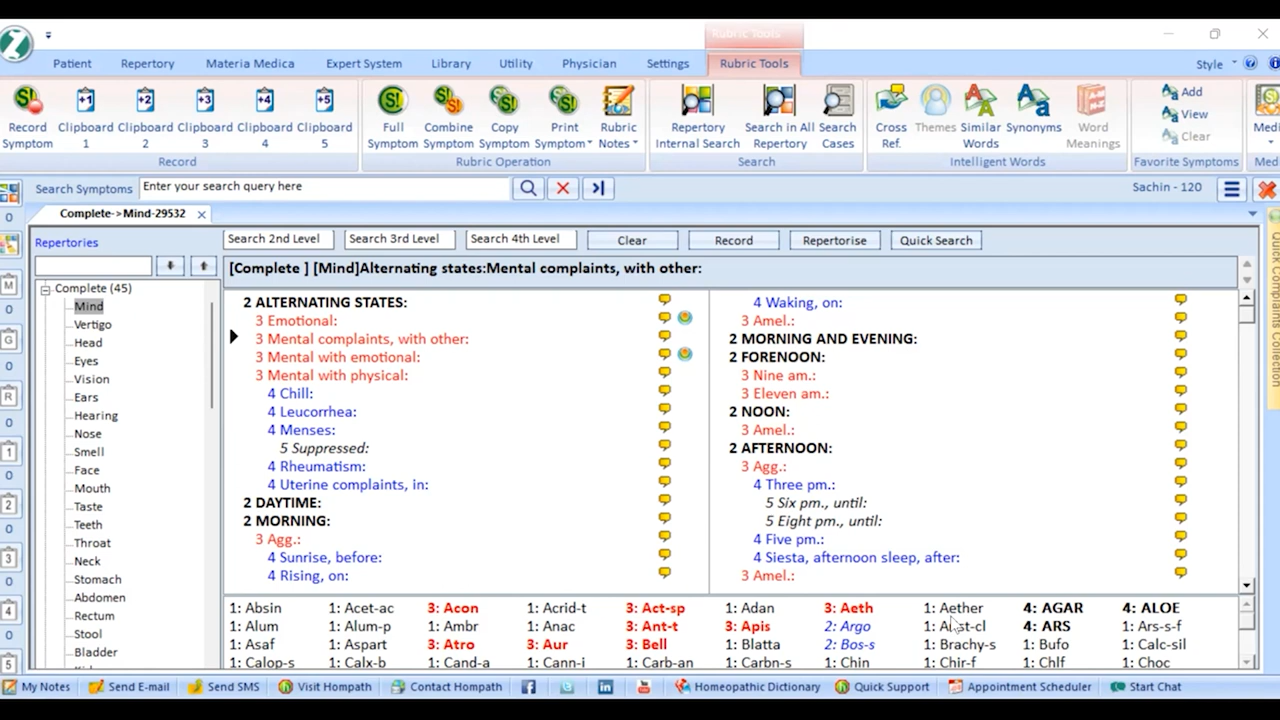 Rubric Tools
Patient Repertory Materia Medica Expert System Library Utility Physician Settings Rubric Tools Style
Record Symptom
Clipboard 1
Clipboard 2
Clipboard 3
Clipboard 4
Clipboard 5
Full Symptom
Combine Symptom
Copy Symptom
Print Symptom
Rubric Notes
Repertory Internal Search
Search in All Repertory
Search Cases
Cross Ref.
Themes
Similar Words
Synonyms
Word Meanings
Add
View
Clear
Record Rubric Operation Search Intelligent Words Favorite Symptoms
Search Symptoms Enter your search query here Sachin - 120
Complete->Mind-29532
Repertories Search 2nd Level Search 3rd Level Search 4th Level Clear Record Repertorise Quick Search
[Complete ] [Mind]Alternating states:Mental complaints, with other:
Complete (45)
Mind
Vertigo
Head
Eyes
Vision
Ears
Hearing
Nose
Smell
Face
Mouth
Taste
Teeth
Throat
Neck
Stomach
Abdomen
Rectum
Stool
Bladder
2 ALTERNATING STATES:
3 Emotional:
3 Mental complaints, with other:
3 Mental with emotional:
3 Mental with physical:
4 Chill:
4 Leucorrhea:
4 Menses:
5 Suppressed:
4 Rheumatism:
4 Uterine complaints, in:
2 DAYTIME:
2 MORNING:
3 Agg.:
4 Sunrise, before:
4 Rising, on:
4 Waking, on:
3 Amel.:
2 MORNING AND EVENING:
2 FORENOON:
3 Nine am.:
3 Eleven am.:
2 NOON:
3 Amel.:
2 AFTERNOON:
3 Agg.:
4 Three pm.:
5 Six pm., until:
5 Eight pm., until:
4 Five pm.:
4 Siesta, afternoon sleep, after:
3 Amel.:
1: Absin 1: Acet-ac 3: Acon 1: Acrid-t 3: Act-sp 1: Adan 3: Aeth 1: Aether 4: AGAR 4: ALOE
1: Alum 1: Alum-p 1: Ambr 1: Anac 3: Ant-t 3: Apis 2: Argo 4: ARS 1: Ars-s-f
1: Asaf 1: Aspart 3: Atro 3: Aur 3: Bell 1: Blatta 2: Bos-s 1: Brachy-s 1: Bufo 1: Calc-sil
1: Calop-s 1: Calx-b 1: Cand-a 1: Cann-i 1: Carb-an 1: Carbn-s 1: Chin 1: Chir-f 1: Chlf 1: Choc
Quick Complaints Collection
My Notes Send E-mail Send SMS Visit Hompath Contact Hompath Homeopathic Dictionary Quick Support Appointment Scheduler Start Chat